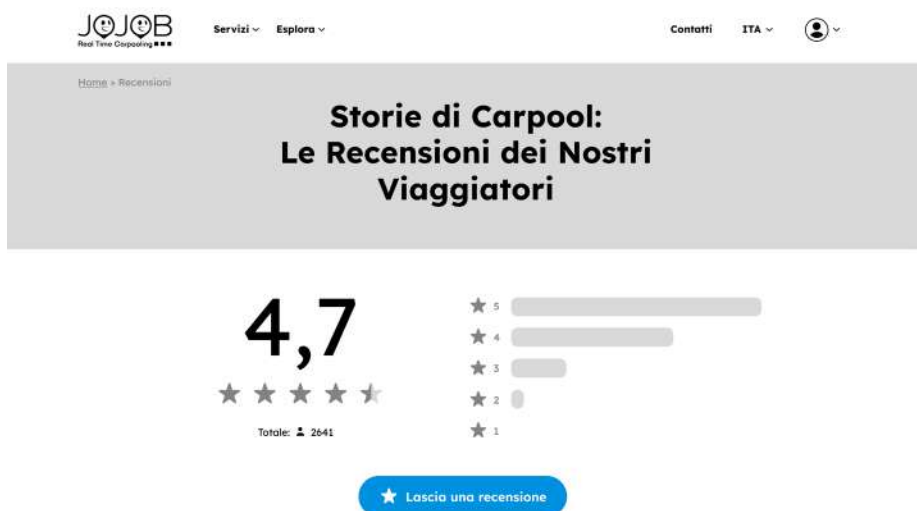 JOJOB
Real Time Carpooling
Servizi
Esplora
Contatti
ITA
Home » Recensioni
Storie di Carpool:
Le Recensioni dei Nostri
Viaggiatori
4,7
Totale: 2641
5
4
3
2
1
Lascia una recensione